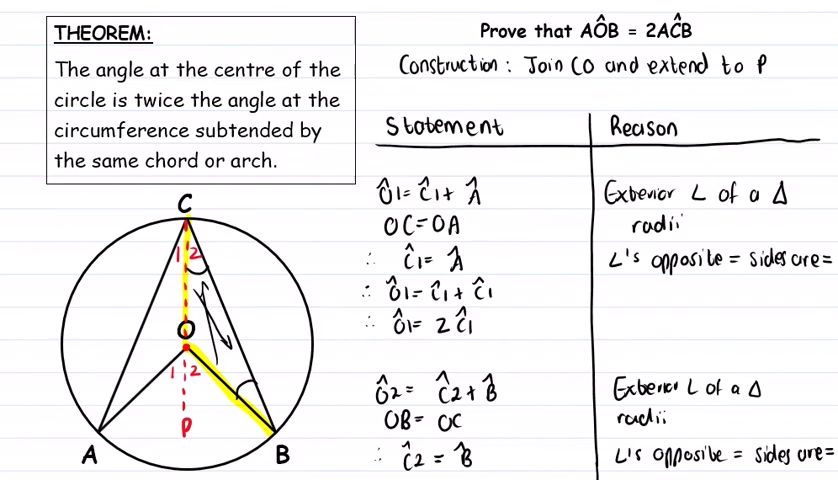 THEOREM:
The angle at the centre of the
circle is twice the angle at the
circumference subtended by
the same chord or arch.
Prove that AÔB = 2AĈB
Construction: Join CO and extend to P
Statement Reason
Ô1 = Ĉ1 + Â Exterior ∠ of a Δ
OC = OA radii
∴ Ĉ1 = Â ∠'s opposite = sides are =
∴ Ô1 = Ĉ1 + Ĉ1
∴ Ô1 = 2Ĉ1
Ô2 = Ĉ2 + B̂ Exterior ∠ of a Δ
OB = OC radii
∴ Ĉ2 = B̂ ∠'s opposite = sides are =
C
1 2
O
1 2
P
A B